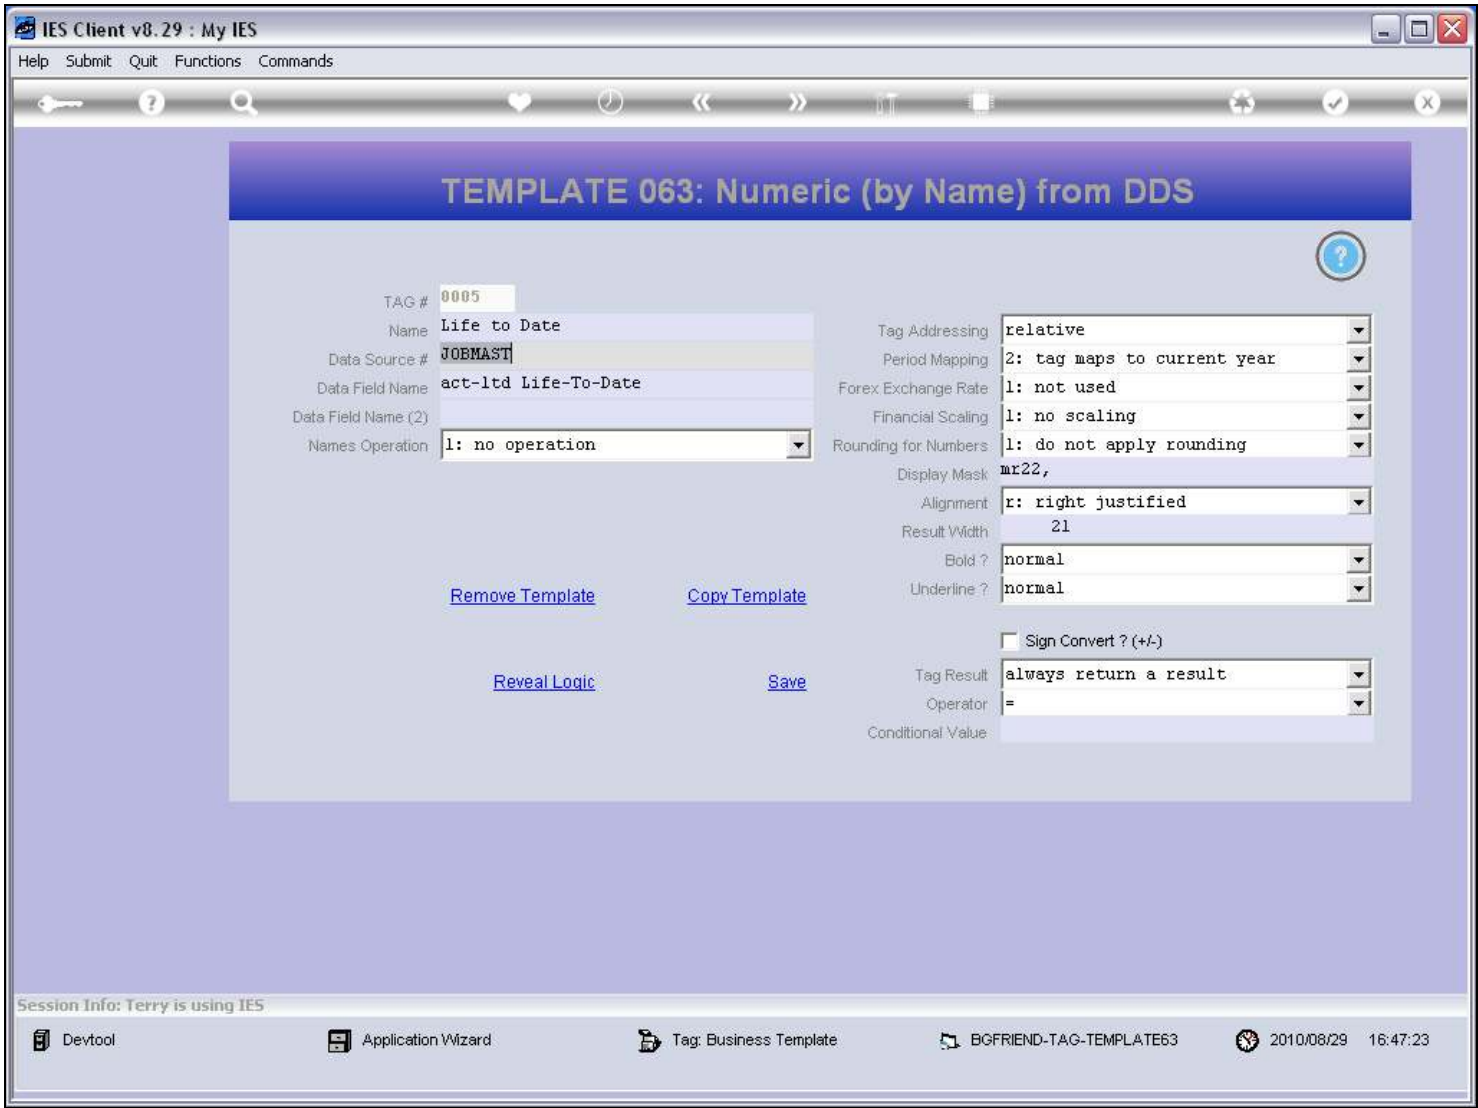 IES Client v8.29 : My IES
Help Submit Quit Functions Commands
TEMPLATE 063: Numeric (by Name) from DDS
TAG # 0005
Name Life to Date
Data Source # JOBMAST
Data Field Name act-ltd Life-To-Date
Data Field Name (2)
Names Operation 1: no operation
Remove Template Copy Template
Reveal Logic Save
Tag Addressing relative
Period Mapping 2: tag maps to current year
Forex Exchange Rate 1: not used
Financial Scaling 1: no scaling
Rounding for Numbers 1: do not apply rounding
Display Mask mr22,
Alignment r: right justified
Result Width 21
Bold ? normal
Underline ? normal
Sign Convert ? (+/-)
Tag Result always return a result
Operator =
Conditional Value
Session Info: Terry is using IES
Devtool Application Wizard Tag: Business Template BGFRIEND-TAG-TEMPLATE63 2010/08/29 16:47:23